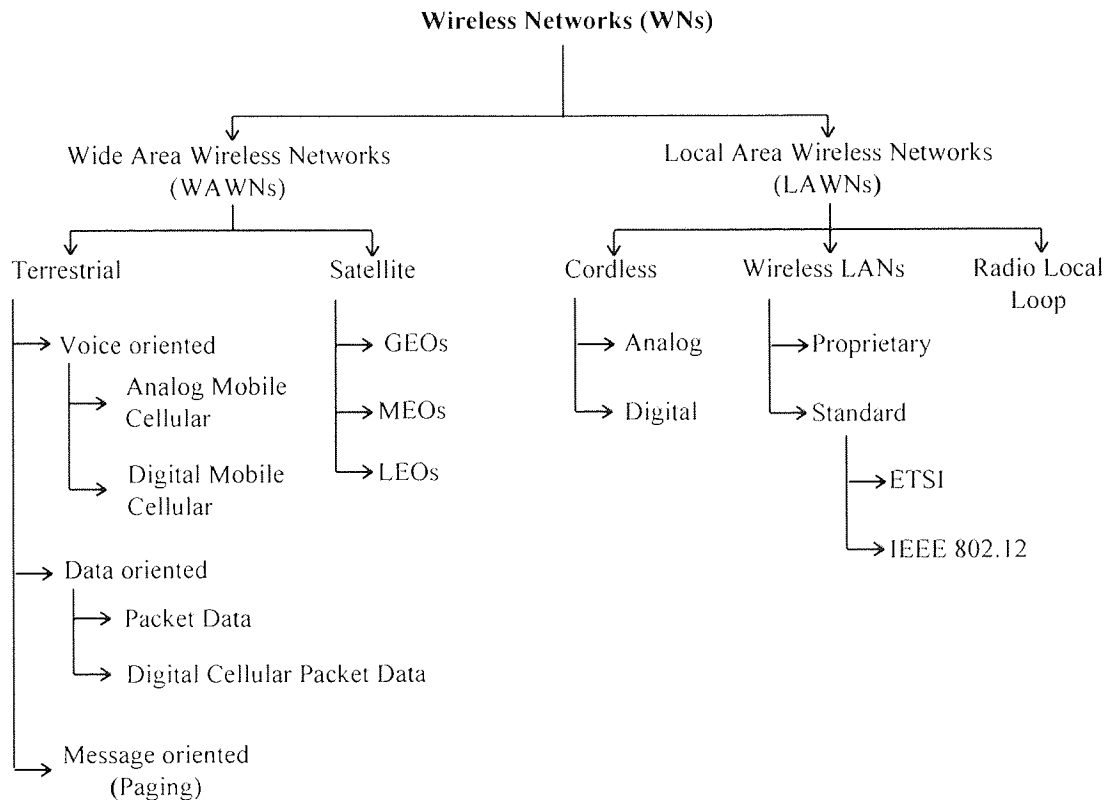 Wireless Networks (WNs)
Wide Area Wireless Networks
(WAWNs)
Local Area Wireless Networks
(LAWNs)
Terrestrial
Satellite
Cordless
Wireless LANs
Radio Local
Loop
Voice oriented
Analog Mobile
Cellular
Digital Mobile
Cellular
Data oriented
Packet Data
Digital Cellular Packet Data
Message oriented
(Paging)
GEOs
MEOs
LEOs
Analog
Digital
Proprietary
Standard
ETSI
IEEE 802.12